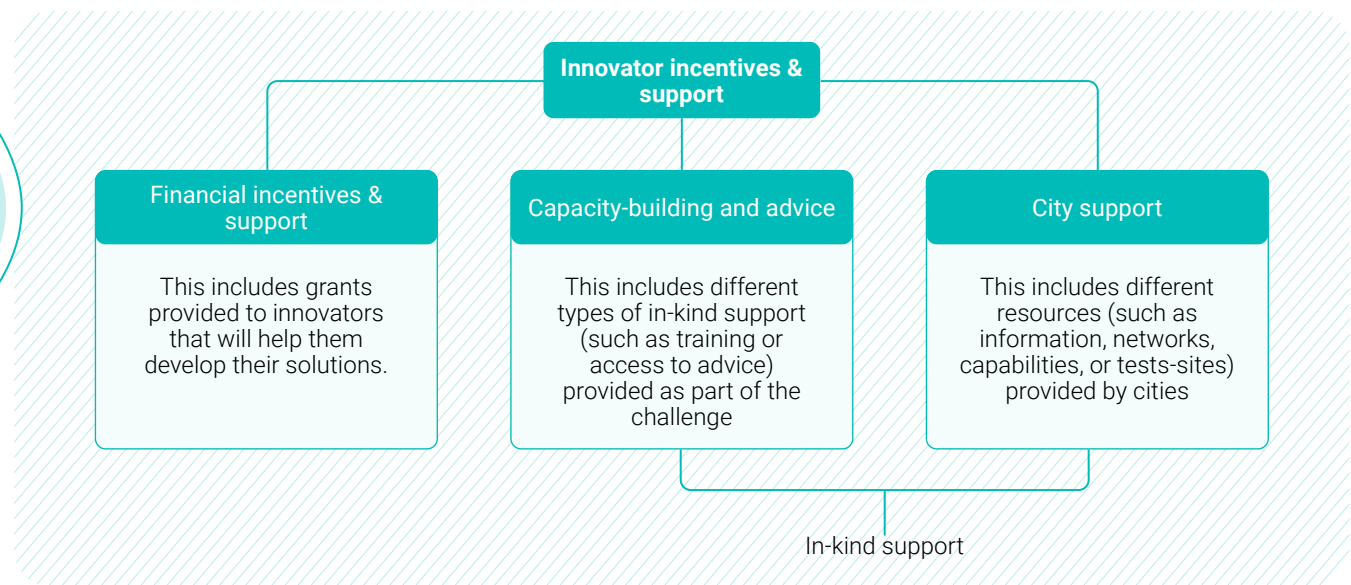 Innovator incentives &
support
Financial incentives &
support
This includes grants
provided to innovators
that will help them
develop their solutions.
Capacity-building and advice
This includes different
types of in-kind support
(such as training or
access to advice)
provided as part of the
challenge
City support
This includes different
resources (such as
information, networks,
capabilities, or tests-sites)
provided by cities
In-kind support